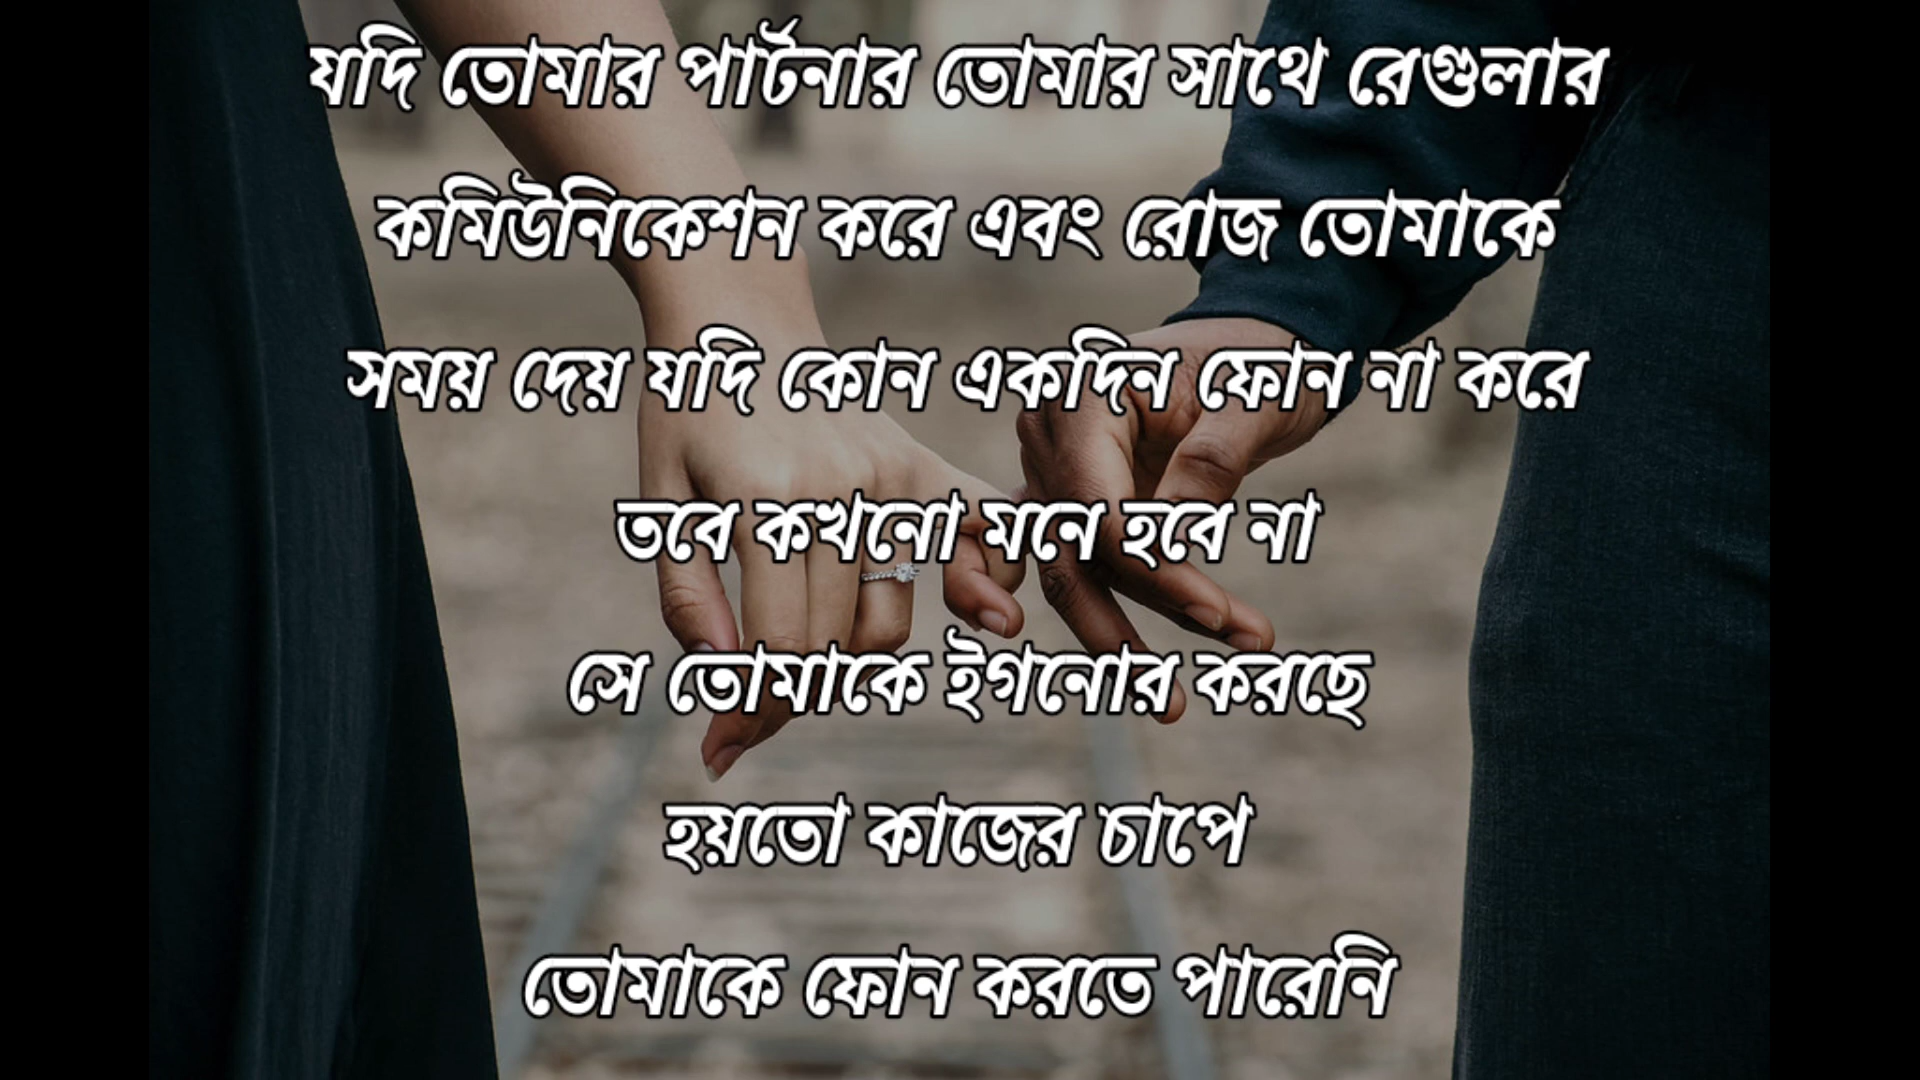 যদি তোমার পার্টনার তোমার সাথে রেগুলার
কমিউনিকেশন করে এবং রোজ তোমাকে
সময় দেয় যদি কোন একদিন ফোন না করে
তবে কখনো মনে হবে না
সে তোমাকে ইগনোর করছে
হয়তো কাজের চাপে
তোমাকে ফোন করতে পারেনি